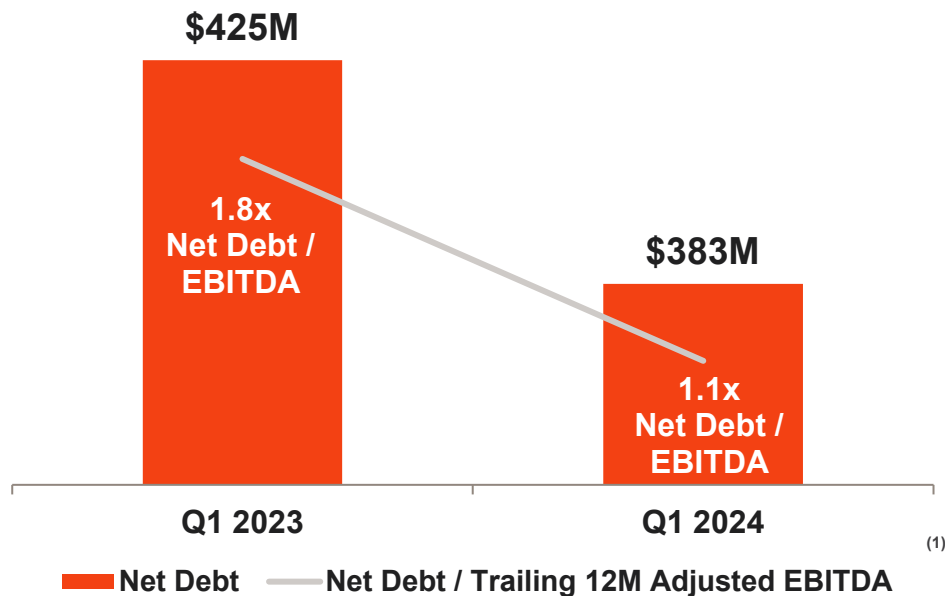 $425M
1.8x
Net Debt /
EBITDA
$383M
1.1x
Net Debt /
EBITDA
Q1 2023
Q1 2024
(1)
Net Debt
Net Debt / Trailing 12M Adjusted EBITDA